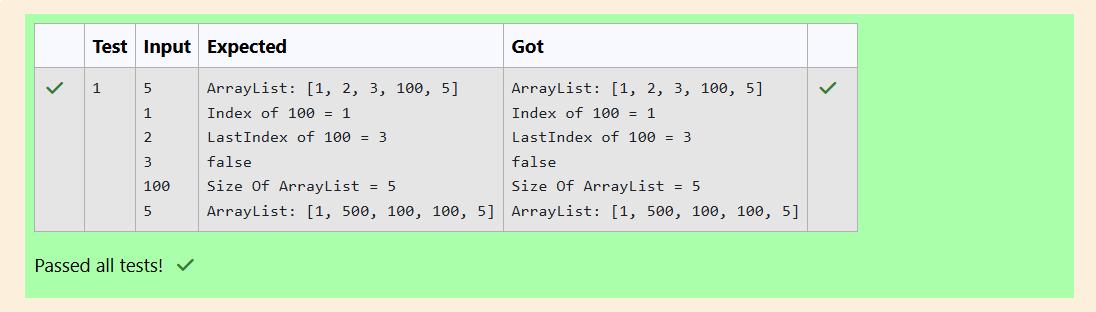 Test Input Expected Got
1 5 ArrayList: [1, 2, 3, 100, 5] ArrayList: [1, 2, 3, 100, 5]
1 Index of 100 = 1 Index of 100 = 1
2 LastIndex of 100 = 3 LastIndex of 100 = 3
3 false false
100 Size Of ArrayList = 5 Size Of ArrayList = 5
5 ArrayList: [1, 500, 100, 100, 5] ArrayList: [1, 500, 100, 100, 5]
Passed all tests!